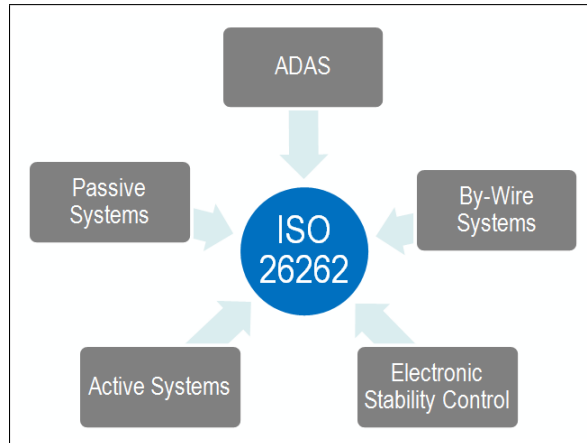 ADAS
Passive
Systems
By-Wire
Systems
ISO
26262
Active Systems
Electronic
Stability Control